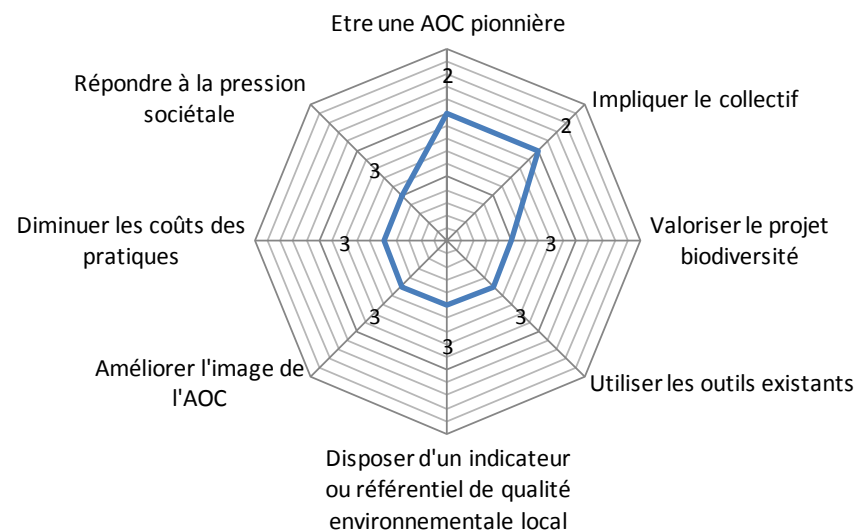 Etre une AOC pionnière
2
Répondre à la pression
sociétale
Impliquer le collectif
2
3
Diminuer les coûts des
pratiques
3
3
Valoriser le projet
biodiversité
3
3
3
Améliorer l'image de
l'AOC
Utiliser les outils existants
Disposer d'un indicateur
ou référentiel de qualité
environnementale local